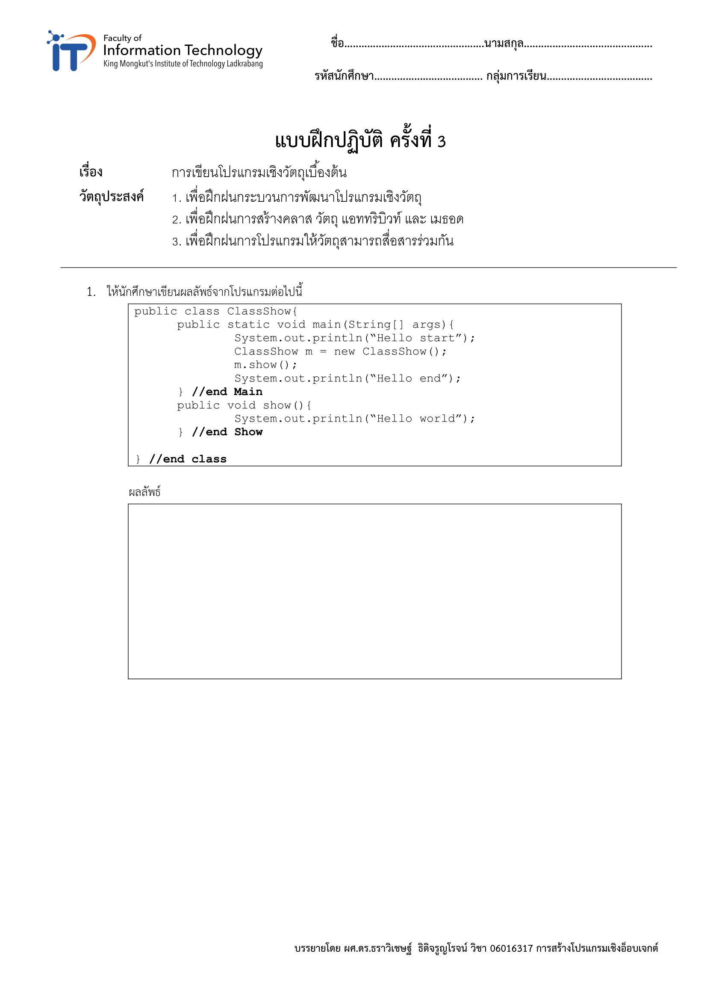 Faculty of
Information Technology
King Mongkut's Institute of Technology Ladkrabang
ชื่อ.................................................นามสกุล.............................................
รหัสนักศึกษา...................................... กลุ่มการเรียน.....................................
แบบฝึกปฏิบัติ ครั้งที่ 3
เรื่อง การเขียนโปรแกรมเชิงวัตถุเบื้องต้น
วัตถุประสงค์ 1. เพื่อฝึกฝนกระบวนการพัฒนาโปรแกรมเชิงวัตถุ
2. เพื่อฝึกฝนการสร้างคลาส วัตถุ แอททริบิวท์ และ เมธอด
3. เพื่อฝึกฝนการโปรแกรมให้วัตถุสามารถสื่อสารร่วมกัน
1. ให้นักศึกษาเขียนผลลัพธ์จากโปรแกรมต่อไปนี้
public class ClassShow{
public static void main(String[] args){
System.out.println(“Hello start”);
ClassShow m = new ClassShow();
m.show();
System.out.println(“Hello end”);
} //end Main
public void show(){
System.out.println(“Hello world”);
} //end Show
} //end class
ผลลัพธ์
บรรยายโดย ผศ.ดร.ธราวิเชษฐ์ ธิติจรูญโรจน์ วิชา 06016317 การสร้างโปรแกรมเชิงอ็อบเจกต์